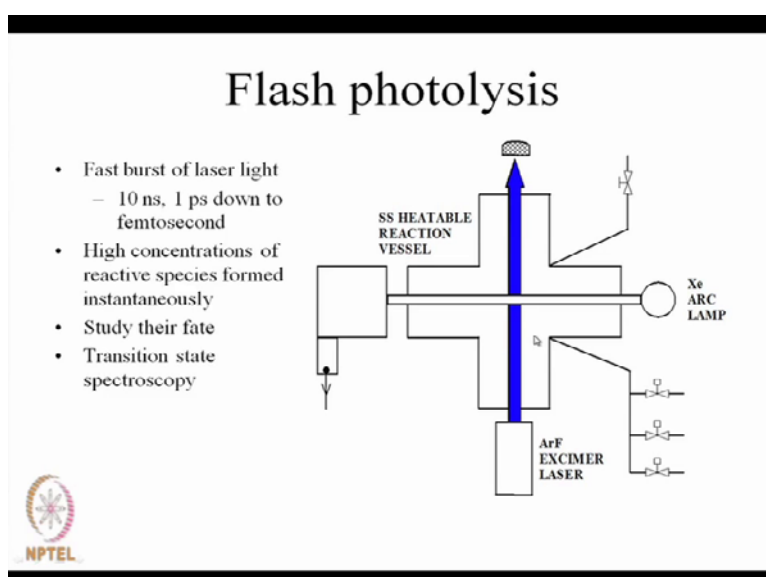 Flash photolysis
• Fast burst of laser light
– 10 ns, 1 ps down to
femtosecond
• High concentrations of
reactive species formed
instantaneously
• Study their fate
• Transition state
spectroscopy
SS HEATABLE
REACTION
VESSEL
Xe
ARC
LAMP
ArF
EXCIMER
LASER
NPTEL